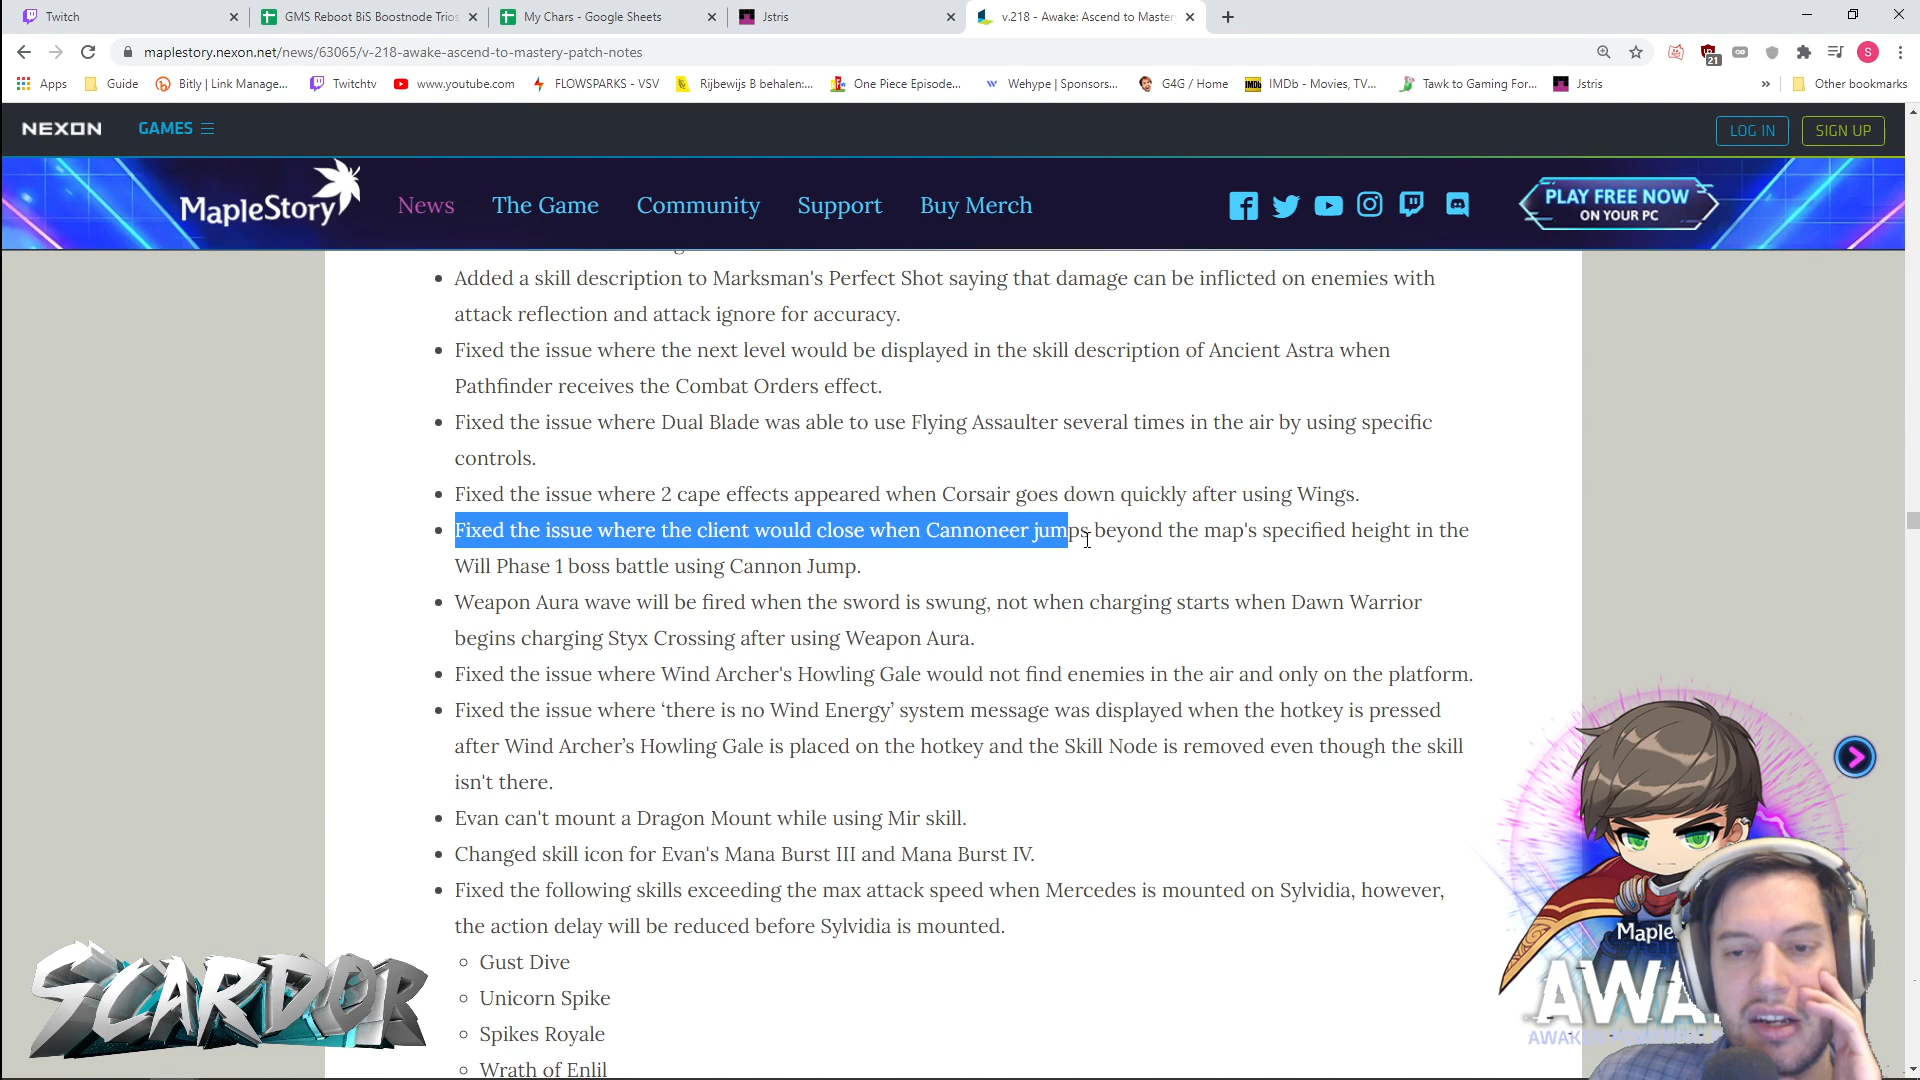 Twitch
GMS Reboot BiS Boostnode Trios
My Chars - Google Sheets
Jstris
v.218 - Awake: Ascend to Master
maplestory.nexon.net/news/63065/v-218-awake-ascend-to-mastery-patch-notes
21
S
Apps
Guide
Bitly | Link Manage...
Twitchtv
www.youtube.com
FLOWSPARKS - VSV
Rijbewijs B behalen:...
One Piece Episode...
Wehype | Sponsors...
G4G / Home
IMDb - Movies, TV...
Tawk to Gaming For...
Jstris
»
Other bookmarks
NEXON
GAMES
LOG IN
SIGN UP
MapleStory
News
The Game
Community
Support
Buy Merch
PLAY FREE NOW
ON YOUR PC
• Added a skill description to Marksman's Perfect Shot saying that damage can be inflicted on enemies with
attack reflection and attack ignore for accuracy.
• Fixed the issue where the next level would be displayed in the skill description of Ancient Astra when
Pathfinder receives the Combat Orders effect.
• Fixed the issue where Dual Blade was able to use Flying Assaulter several times in the air by using specific
controls.
• Fixed the issue where 2 cape effects appeared when Corsair goes down quickly after using Wings.
• Fixed the issue where the client would close when Cannoneer jumps beyond the map's specified height in the
Will Phase 1 boss battle using Cannon Jump.
• Weapon Aura wave will be fired when the sword is swung, not when charging starts when Dawn Warrior
begins charging Styx Crossing after using Weapon Aura.
• Fixed the issue where Wind Archer's Howling Gale would not find enemies in the air and only on the platform.
• Fixed the issue where ‘there is no Wind Energy’ system message was displayed when the hotkey is pressed
after Wind Archer’s Howling Gale is placed on the hotkey and the Skill Node is removed even though the skill
isn't there.
• Evan can't mount a Dragon Mount while using Mir skill.
• Changed skill icon for Evan's Mana Burst III and Mana Burst IV.
• Fixed the following skills exceeding the max attack speed when Mercedes is mounted on Sylvidia, however,
the action delay will be reduced before Sylvidia is mounted.
○ Gust Dive
○ Unicorn Spike
○ Spikes Royale
○ Wrath of Enlil
SCARDOR
Maple
AWA